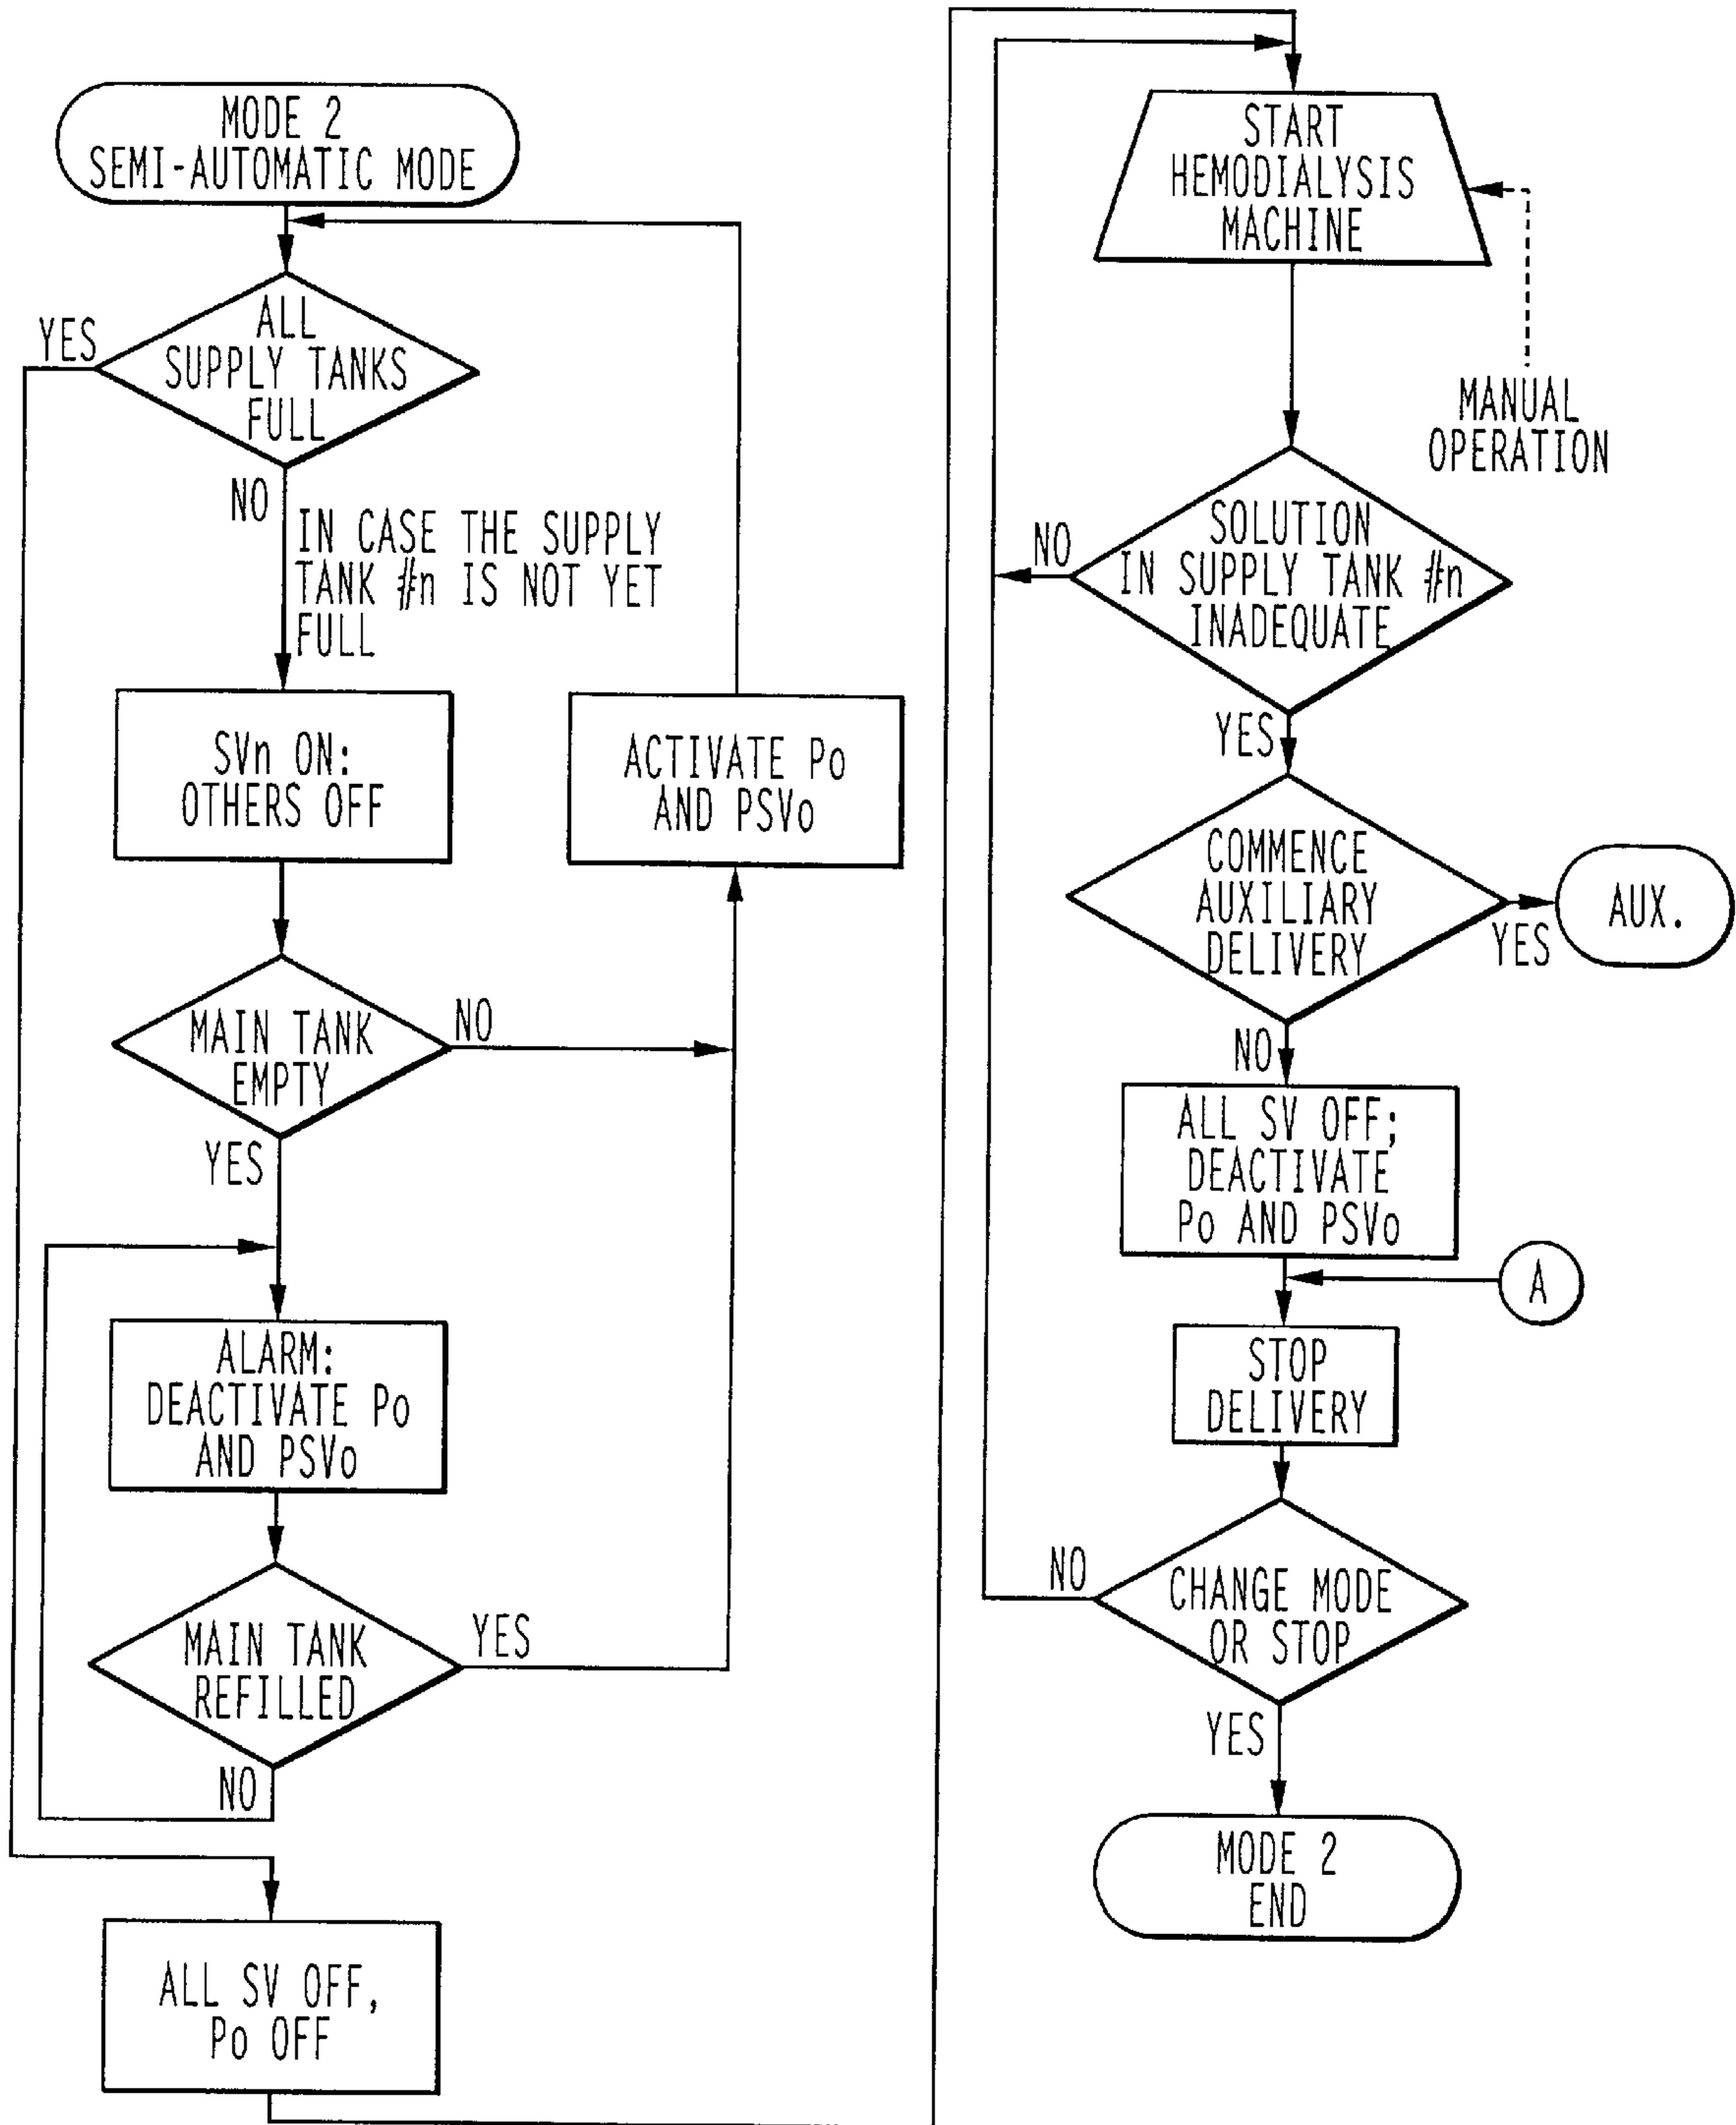 MODE 2
SEMI-AUTOMATIC MODE
ALL
SUPPLY TANKS
FULL
YES
NO
IN CASE THE SUPPLY
TANK #n IS NOT YET
FULL
SVn ON:
OTHERS OFF
ACTIVATE Po
AND PSVo
MAIN TANK
EMPTY
NO
YES
ALARM:
DEACTIVATE Po
AND PSVo
MAIN TANK
REFILLED
YES
NO
ALL SV OFF,
Po OFF
START
HEMODIALYSIS
MACHINE
MANUAL
OPERATION
SOLUTION
IN SUPPLY TANK #n
INADEQUATE
NO
YES
COMMENCE
AUXILIARY
DELIVERY
YES
AUX.
NO
ALL SV OFF;
DEACTIVATE
Po AND PSVo
A
STOP
DELIVERY
CHANGE MODE
OR STOP
NO
YES
MODE 2
END